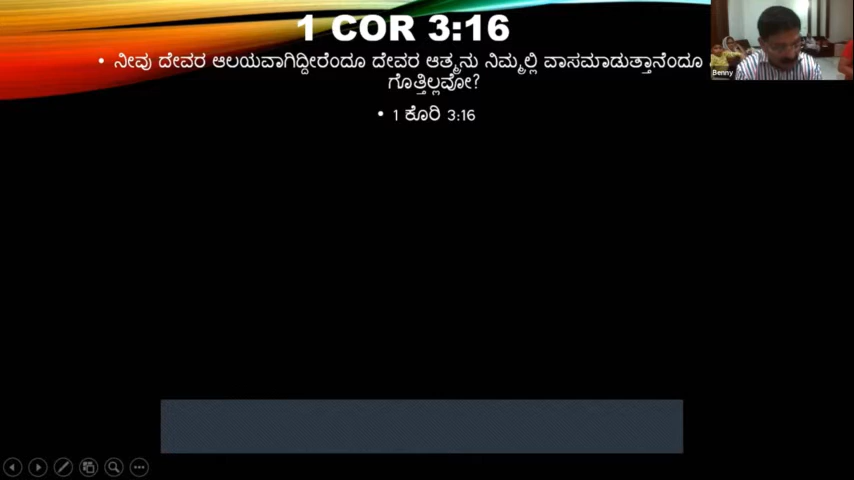 1 COR 3:16
• ನೀವು ದೇವರ ಆಲಯವಾಗಿದ್ದೀರೆಂದೂ ದೇವರ ಆತ್ಮನು ನಿಮ್ಮಲ್ಲಿ ವಾಸಮಾಡುತ್ತಾನೆಂದೂ
ಗೊತ್ತಿಲ್ಲವೋ?
• 1 ಕೊರಿ 3:16
Benny